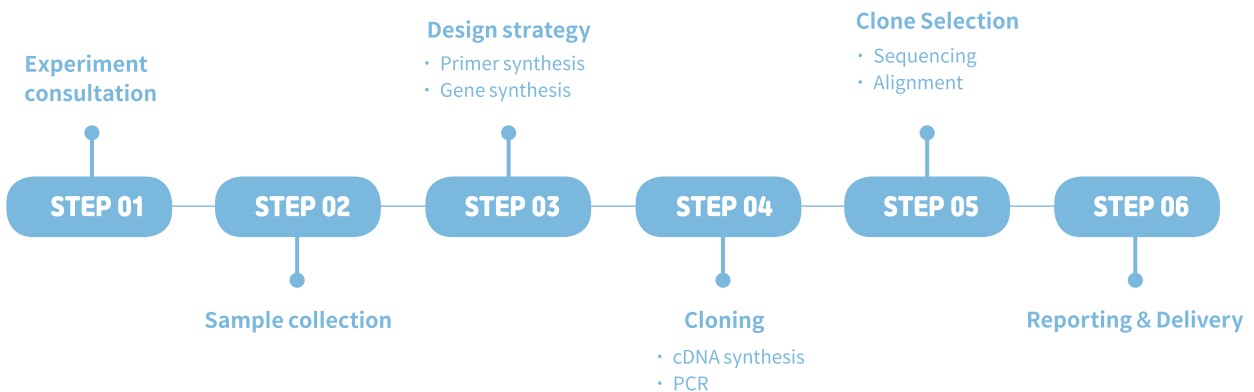 Experiment
consultation
STEP 01
STEP 02
Sample collection
Design strategy
・ Primer synthesis
・ Gene synthesis
STEP 03
STEP 04
Cloning
・ cDNA synthesis
・ PCR
Clone Selection
・ Sequencing
・ Alignment
STEP 05
STEP 06
Reporting & Delivery